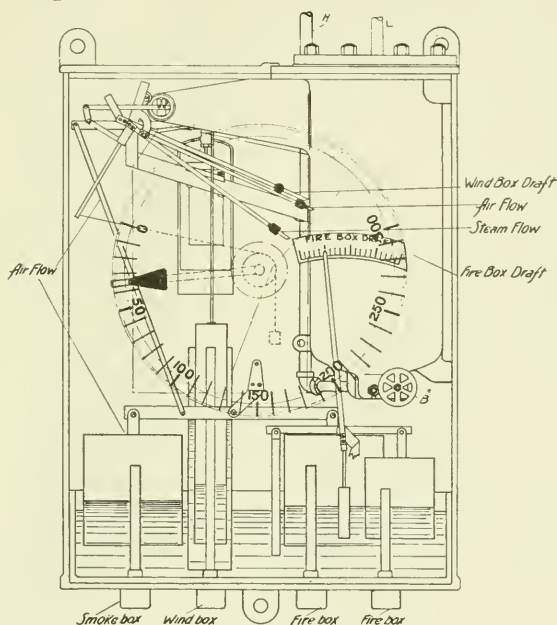 H
L
Wind Box Draft
Air Flow
Steam Flow
FIRE BOX DRAFT
Fire Box Draft
Air Flow
0
50
100
150
200
250
300
B
Smoke box
Wind box
Fire box
Fire box